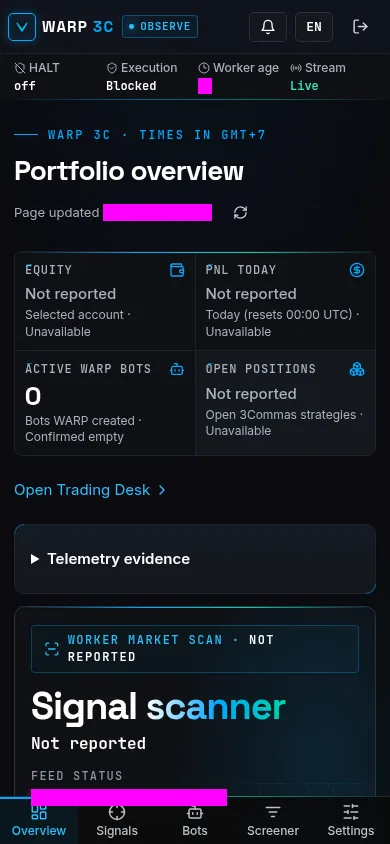 WARP 3C OBSERVE EN
HALT Execution Worker age Stream
off Blocked Live
WARP 3C · TIMES IN GMT+7
Portfolio overview
Page updated
EQUITY
Not reported
Selected account ·
Unavailable
PNL TODAY
Not reported
Today (resets 00:00 UTC) ·
Unavailable
ACTIVE WARP BOTS
0
Bots WARP created ·
Confirmed empty
OPEN POSITIONS
Not reported
Open 3Commas strategies ·
Unavailable
Open Trading Desk
Telemetry evidence
WORKER MARKET SCAN · NOT
REPORTED
Signal scanner
Not reported
FEED STATUS
Overview Signals Bots Screener Settings